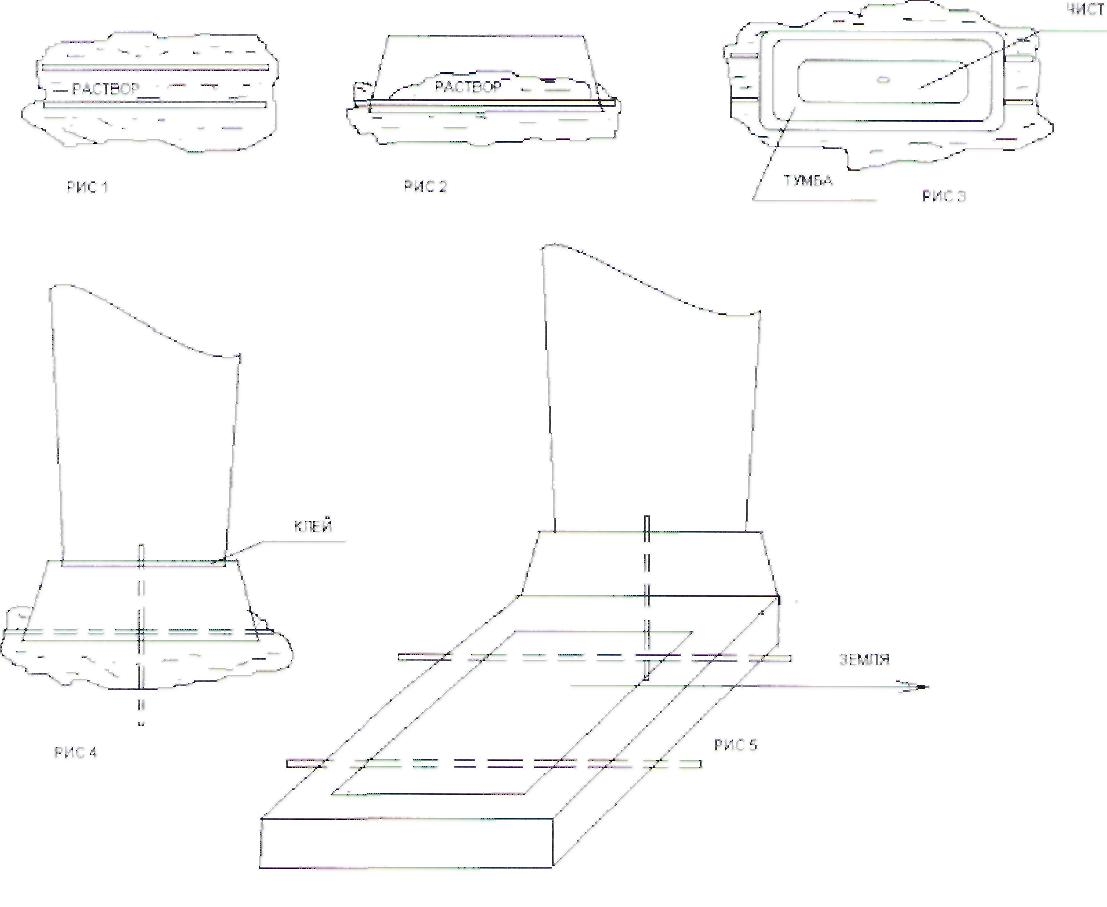 ЧИСТ
РАСТВОР
РАСТВОР
ТУМБА
РИС 1
РИС 2
РИС 3
КЛЕЙ
ЗЕМЛЯ
РИС 4
РИС 5